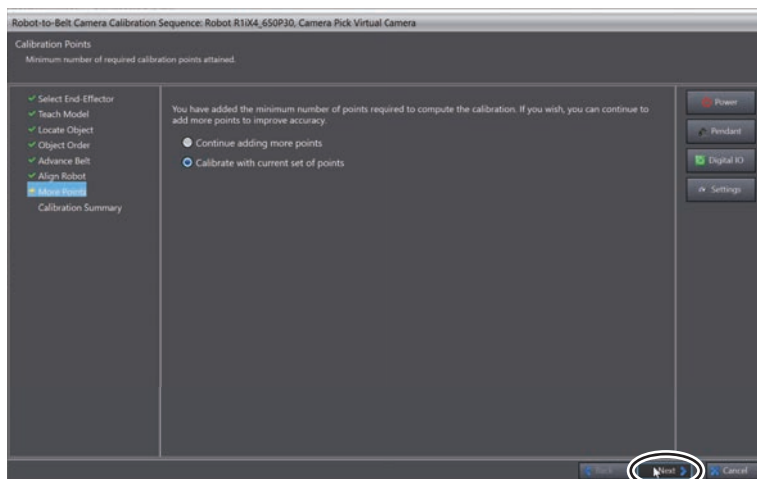 Robot-to-Belt Camera Calibration Sequence: Robot R1iX4_650P30, Camera Pick Virtual Camera
Calibration Points
Minimum number of required calibration points attained.
Select End-Effector
Teach Model
Locate Object
Object Order
Advance Belt
Align Robot
More Points
Calibration Summary
You have added the minimum number of points required to compute the calibration. If you wish, you can continue to
add more points to improve accuracy.
Continue adding more points
Calibrate with current set of points
Power
Pendant
Digital IO
Settings
Back
Next
Cancel